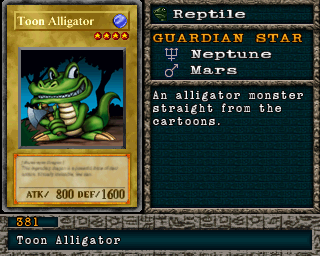 Toon Alligator
ATK/ 800 DEF/1600
Reptile
GUARDIAN STAR
Neptune
Mars
An alligator monster
straight from the
cartoons.
381
Toon Alligator